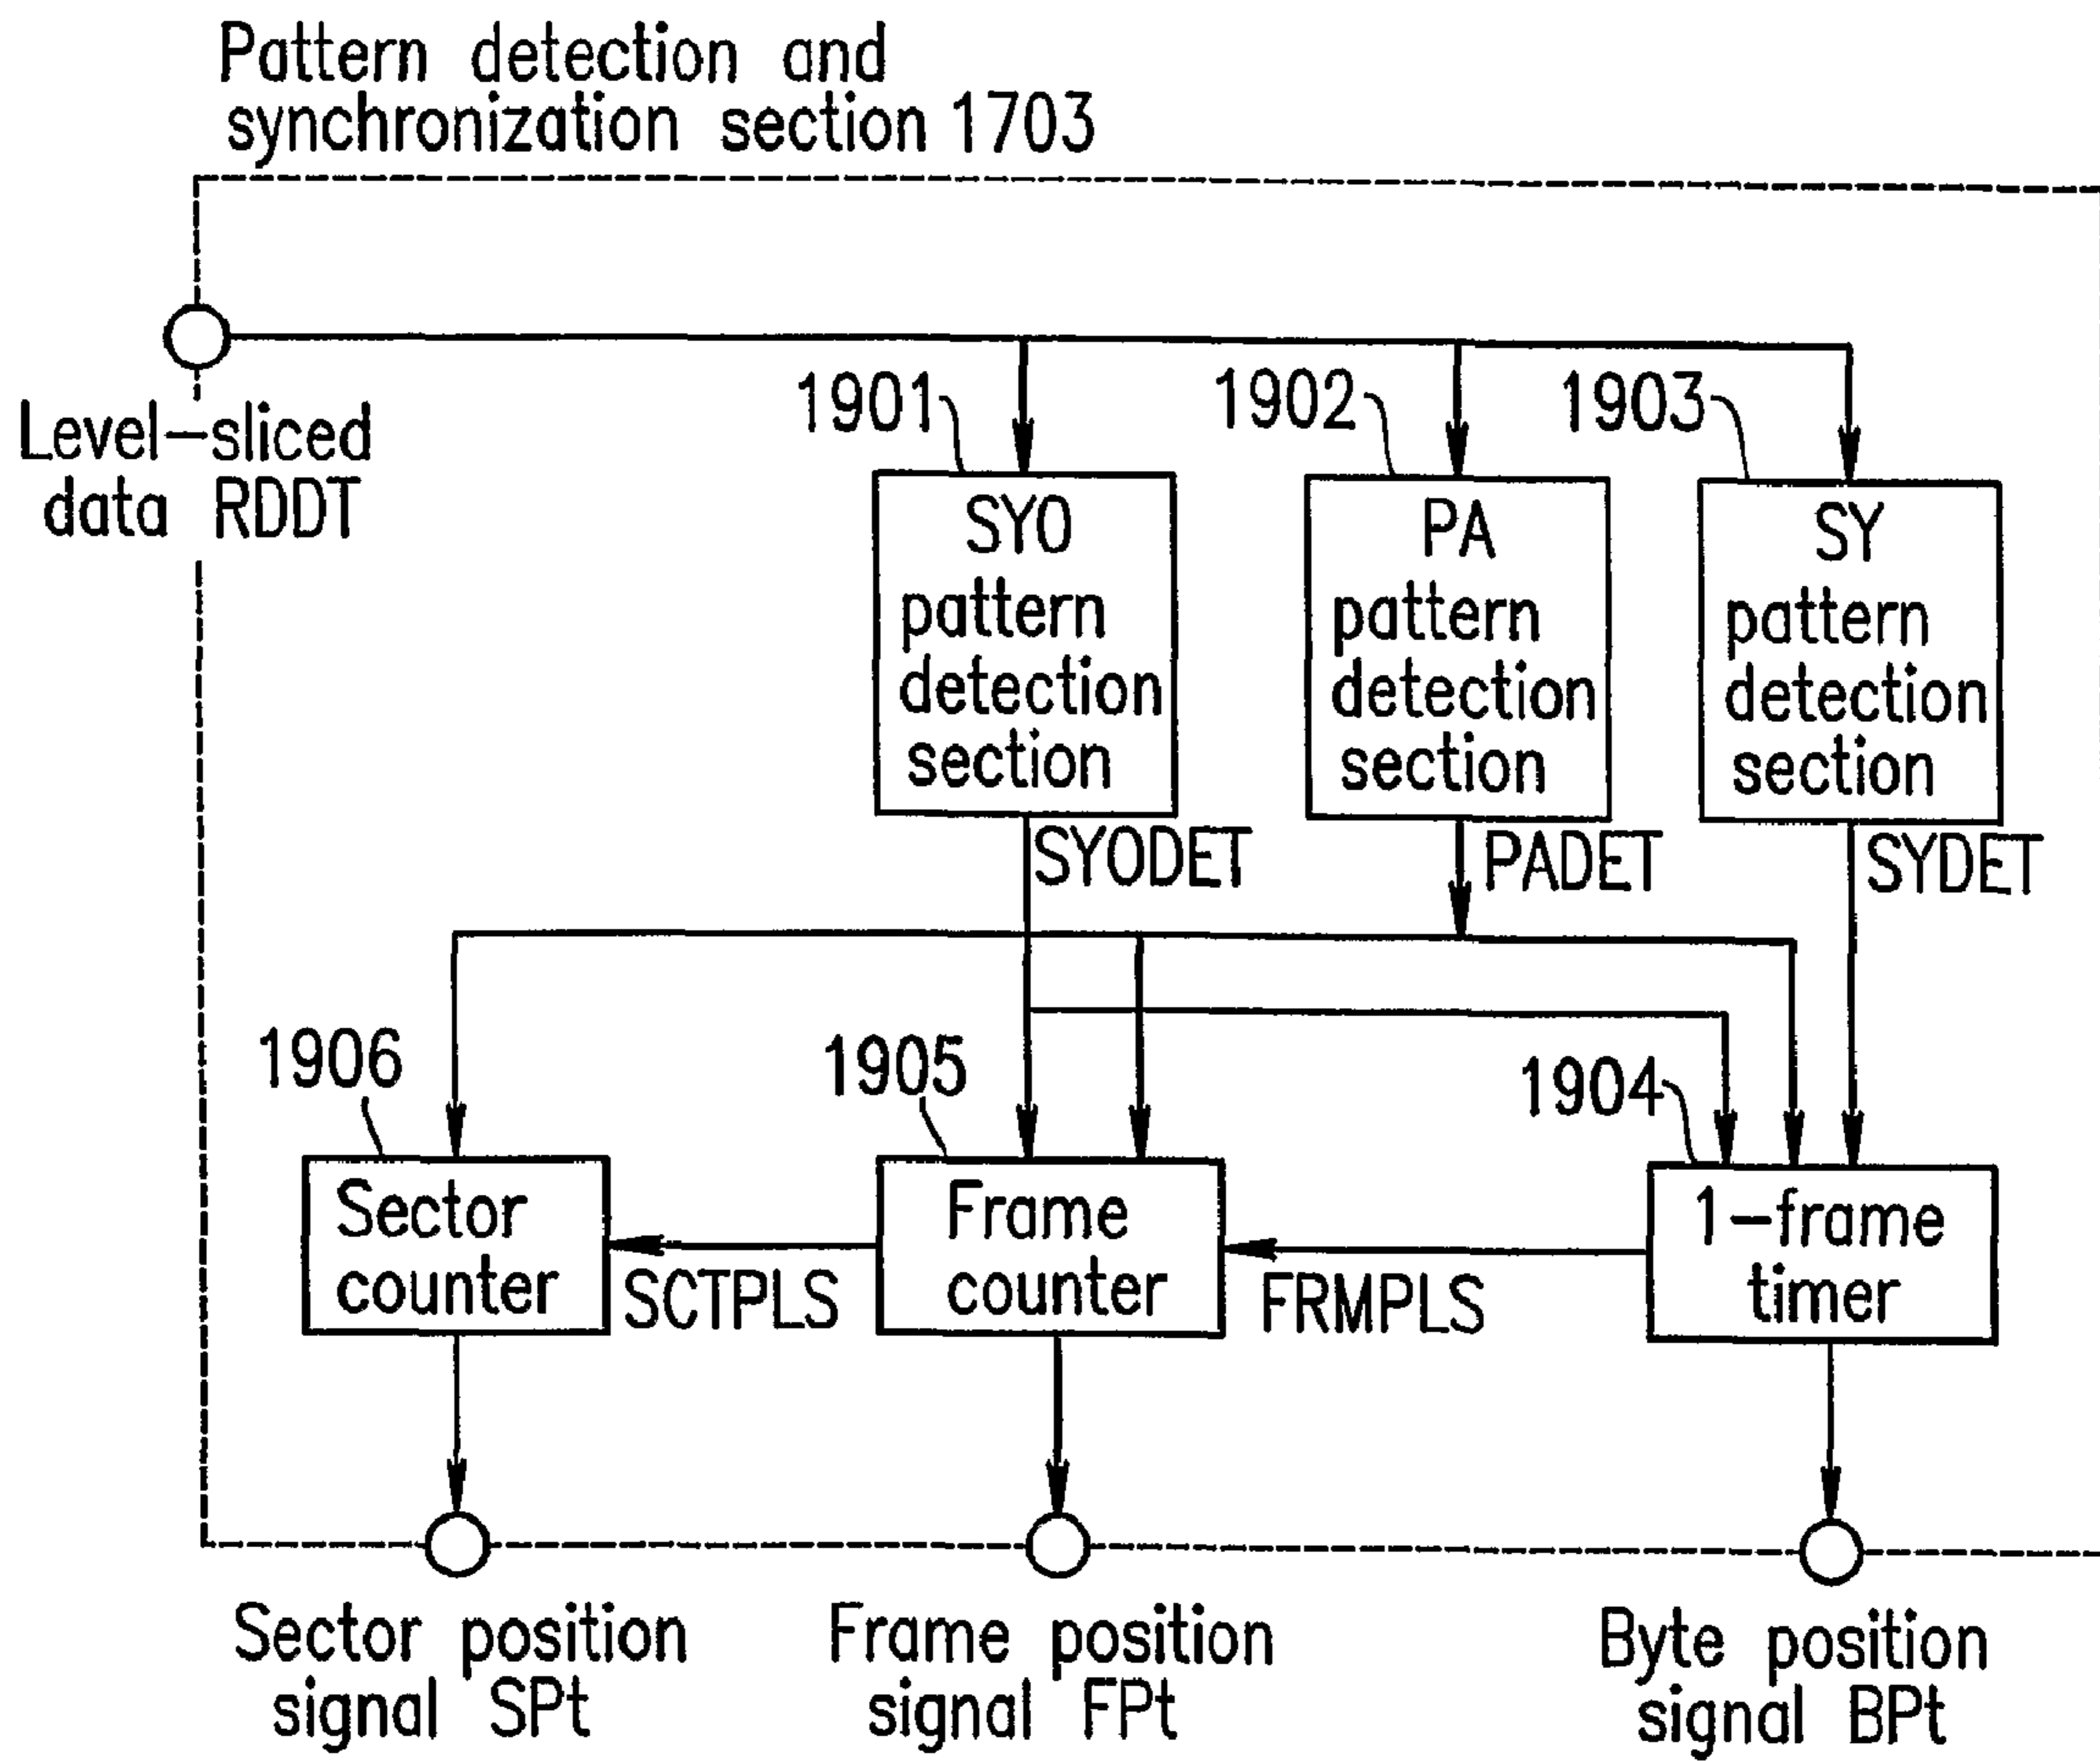 Pattern detection and
synchronization section 1703
Level-sliced
data RDDT
1901
1902
1903
SYO
pattern
detection
section
PA
pattern
detection
section
SY
pattern
detection
section
SYODET
PADET
SYDET
1906
1905
1904
Sector
counter
SCTPLS
Frame
counter
FRMPLS
1-frame
timer
Sector position
signal SPt
Frame position
signal FPt
Byte position
signal BPt